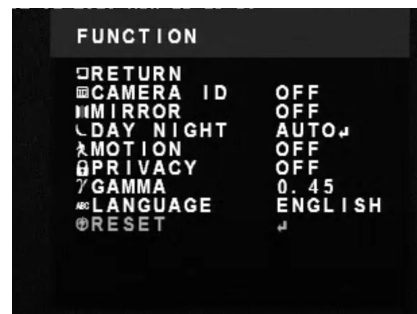 FUNCTION
RETURN
CAMERA ID OFF
MIRROR OFF
DAY NIGHT AUTO↲
MOTION OFF
PRIVACY OFF
γ GAMMA 0.45
ABC LANGUAGE ENGLISH
RESET ↲